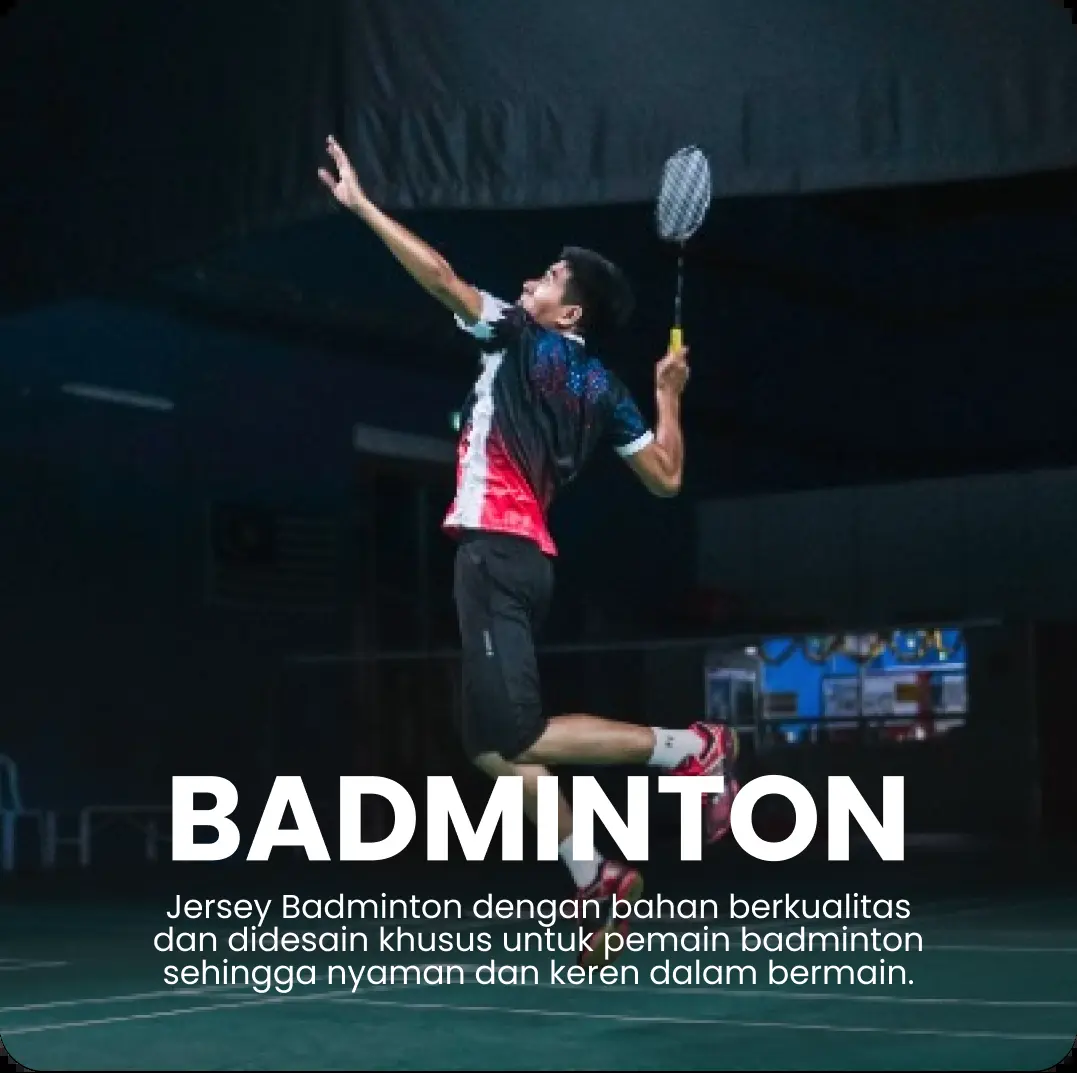 BADMINTON
Jersey Badminton dengan bahan berkualitas
dan didesain khusus untuk pemain badminton
sehingga nyaman dan keren dalam bermain.